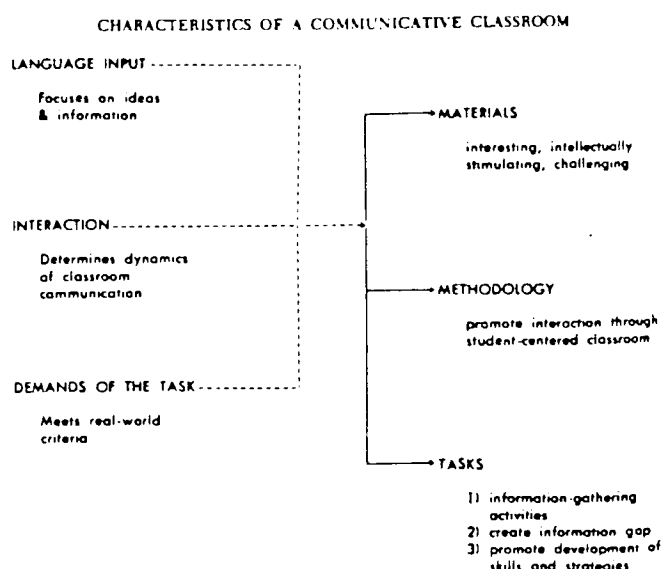 CHARACTERISTICS OF A COMMUNICATIVE CLASSROOM
LANGUAGE INPUT
Focuses on ideas
& information
INTERACTION
Determines dynamics
of classroom
communication
DEMANDS OF THE TASK
Meets real-world
criteria
MATERIALS
interesting, intellectually
stimulating, challenging
METHODOLOGY
promote interaction through
student-centered classroom
TASKS
1) information-gathering
activities
2) create information gap
3) promote development of
skills and strategies